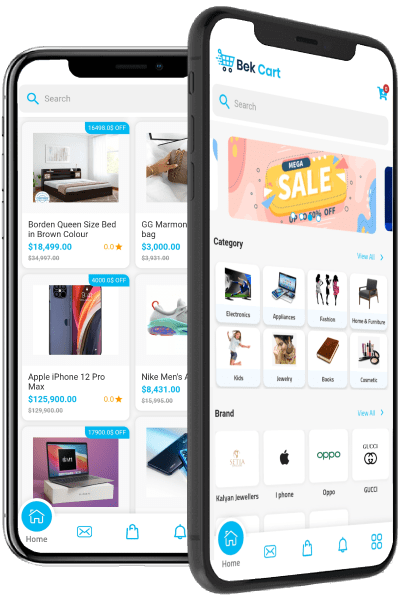 Search
16498.0$ OFF
Borden Queen Size Bed
in Brown Colour
$18,499.00
0.0
$34,997.00
GG Marmon
bag
$3,000.00
$3,931.00
4000.0$ OFF
Apple iPhone 12 Pro
Max
$125,900.00
0.0
$129,900.00
Nike Men's A
$8,431.00
$15,995.00
17900.0$ OFF
Home
Bek Cart
0
Search
MEGA
SALE
UP TO 50% OFF
Category
View All
Electronics
Appliances
Fashion
Home & Furniture
Kids
Jewelry
Books
Cosmetic
Brand
View All
oppo
GUCCI
Kalyan Jewellers
I phone
Oppo
GUCCI
Home